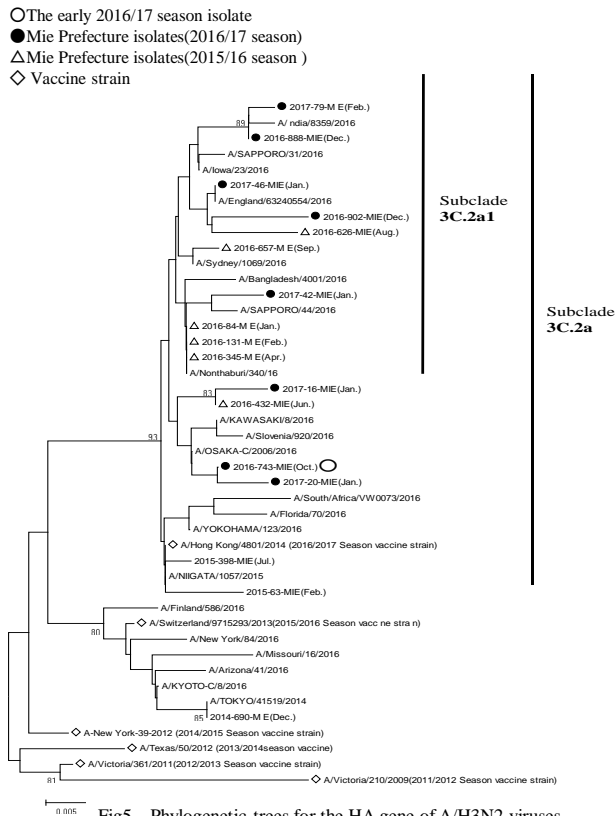 The early 2016/17 season isolate
Mie Prefecture isolates(2016/17 season)
Mie Prefecture isolates(2015/16 season )
Vaccine strain
2017-79-M E(Feb.)
A/ ndia/8359/2016
89
2016-888-MIE(Dec.)
A/SAPPORO/31/2016
A/Iowa/23/2016
2017-46-MIE(Jan.)
A/England/63240554/2016
2016-902-MIE(Dec.)
2016-626-MIE(Aug.)
2016-657-M E(Sep.)
A/Sydney/1069/2016
A/Bangladesh/4001/2016
2017-42-MIE(Jan.)
A/SAPPORO/44/2016
2016-84-M E(Jan.)
2016-131-M E(Feb.)
2016-345-M E(Apr.)
A/Nonthaburi/340/16
Subclade
3C.2a1
Subclade
3C.2a
83
2017-16-MIE(Jan.)
2016-432-MIE(Jun.)
A/KAWASAKI/8/2016
A/Slovenia/920/2016
93
A/OSAKA-C/2006/2016
2016-743-MIE(Oct.)
2017-20-MIE(Jan.)
A/South/Africa/VW0073/2016
A/Florida/70/2016
A/YOKOHAMA/123/2016
A/Hong Kong/4801/2014 (2016/2017 Season vaccine strain)
2015-398-MIE(Jul.)
A/NIIGATA/1057/2015
2015-63-MIE(Feb.)
A/Finland/586/2016
80
A/Switzerland/9715293/2013(2015/2016 Season vacc ne stra n)
A/New York/84/2016
A/Missouri/16/2016
A/Arizona/41/2016
A/KYOTO-C/8/2016
A/TOKYO/41519/2014
85
2014-690-M E(Dec.)
A-New York-39-2012 (2014/2015 Season vaccine strain)
A/Texas/50/2012 (2013/2014season vaccine)
A/Victoria/361/2011(2012/2013 Season vaccine strain)
81
A/Victoria/210/2009(2011/2012 Season vaccine strain)
0.005
Fig5 Phylogenetic trees for the HA gene of A/H3N2 viruses